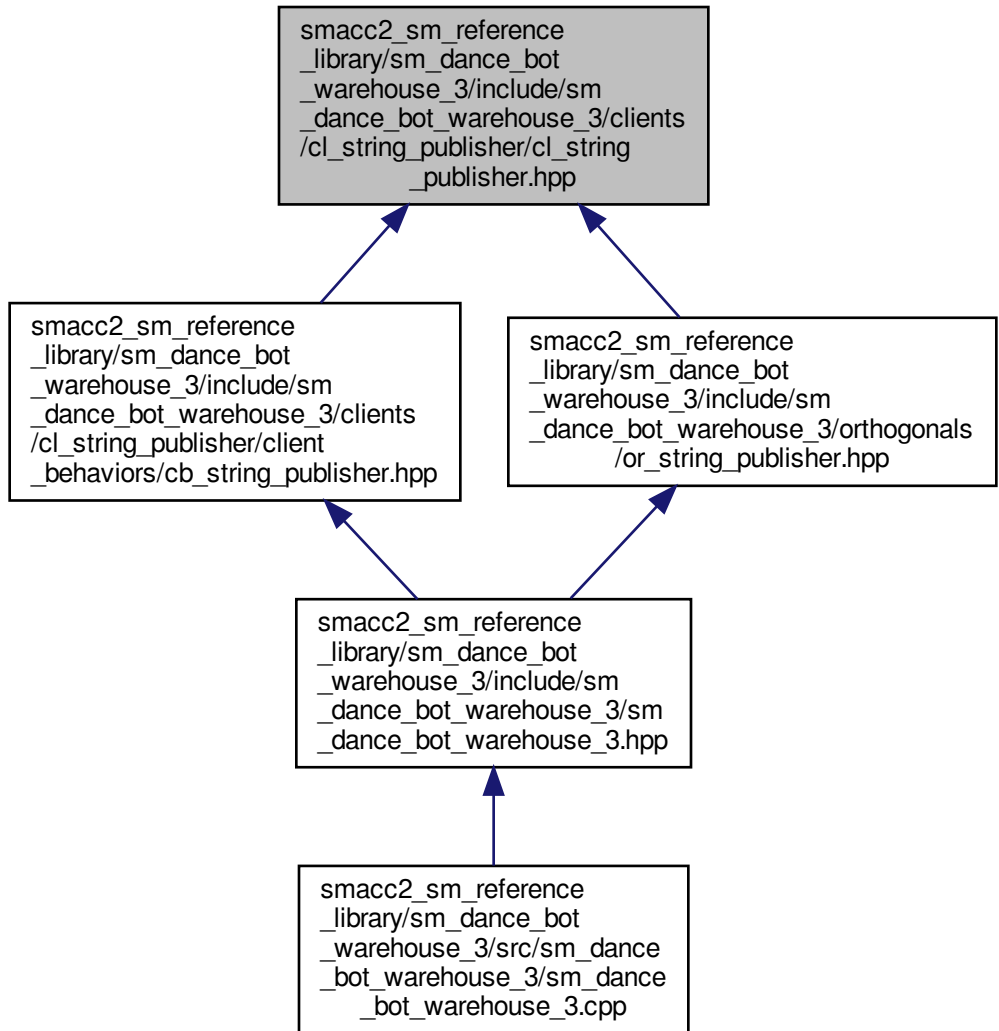 smacc2_sm_reference
_library/sm_dance_bot
_warehouse_3/include/sm
_dance_bot_warehouse_3/clients
/cl_string_publisher/cl_string
_publisher.hpp
smacc2_sm_reference
_library/sm_dance_bot
_warehouse_3/include/sm
_dance_bot_warehouse_3/clients
/cl_string_publisher/client
_behaviors/cb_string_publisher.hpp
smacc2_sm_reference
_library/sm_dance_bot
_warehouse_3/include/sm
_dance_bot_warehouse_3/orthogonals
/or_string_publisher.hpp
smacc2_sm_reference
_library/sm_dance_bot
_warehouse_3/include/sm
_dance_bot_warehouse_3/sm
_dance_bot_warehouse_3.hpp
smacc2_sm_reference
_library/sm_dance_bot
_warehouse_3/src/sm_dance
_bot_warehouse_3/sm_dance
_bot_warehouse_3.cpp